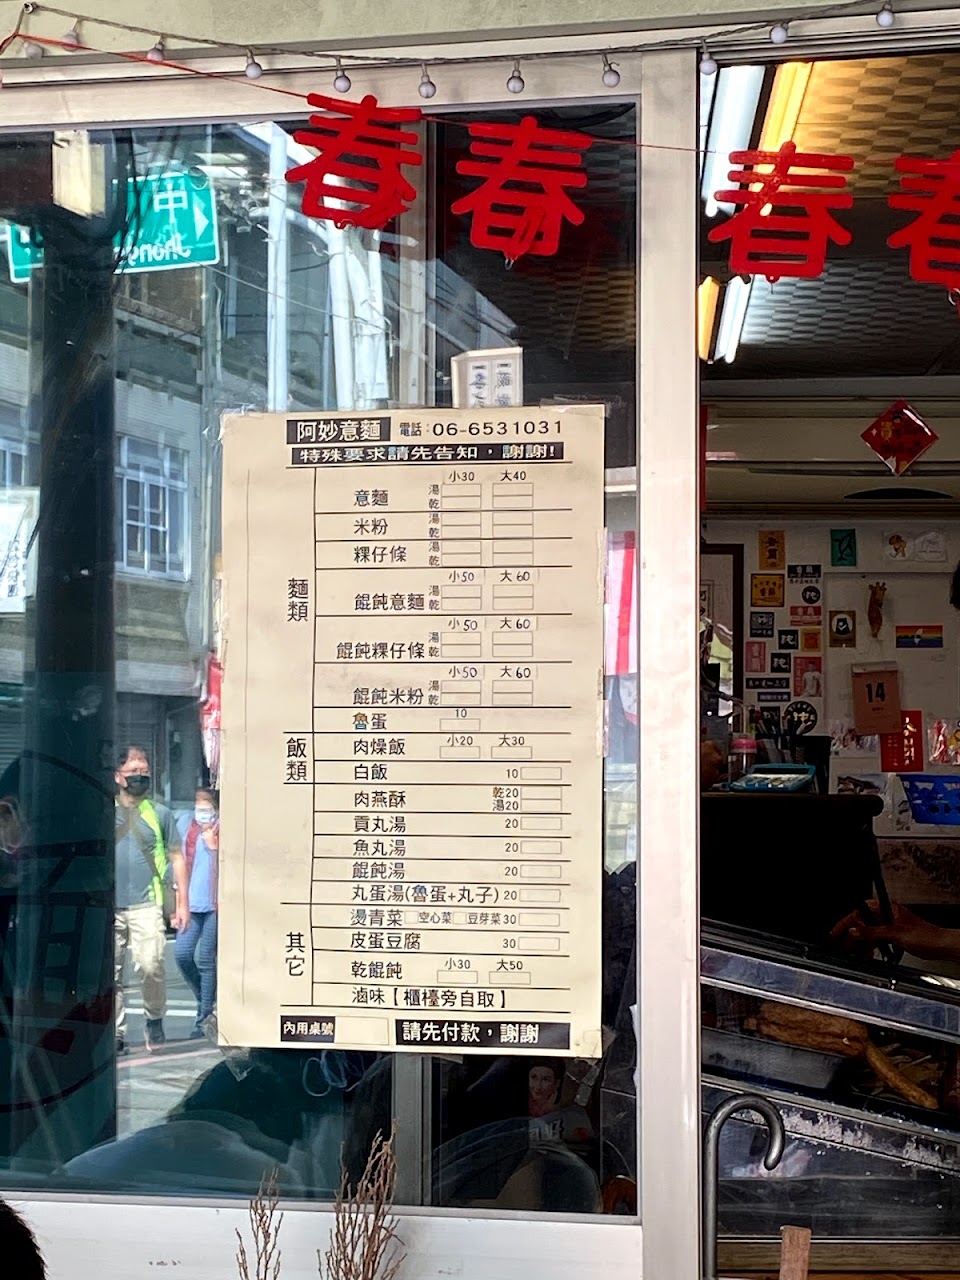 春 春 春 春
中
阿妙意麵 電話:06-6531031
特殊要求請先告知,謝謝!
麵類
小30 大40
意麵 湯 乾
米粉 湯 乾
粿仔條 湯 乾
小50 大60
餛飩意麵 湯 乾
小50 大60
餛飩粿仔條 湯 乾
小50 大60
餛飩米粉 湯 乾
魯蛋 10
飯類
肉燥飯 小20 大30
白飯 10
肉燕酥 乾20 湯20
貢丸湯 20
魚丸湯 20
餛飩湯 20
丸蛋湯(魯蛋+丸子) 20
其它
燙青菜 空心菜 豆芽菜 30
皮蛋豆腐 30
乾餛飩 小30 大50
滷味【櫃檯旁自取】
內用桌號 請先付款,謝謝
14